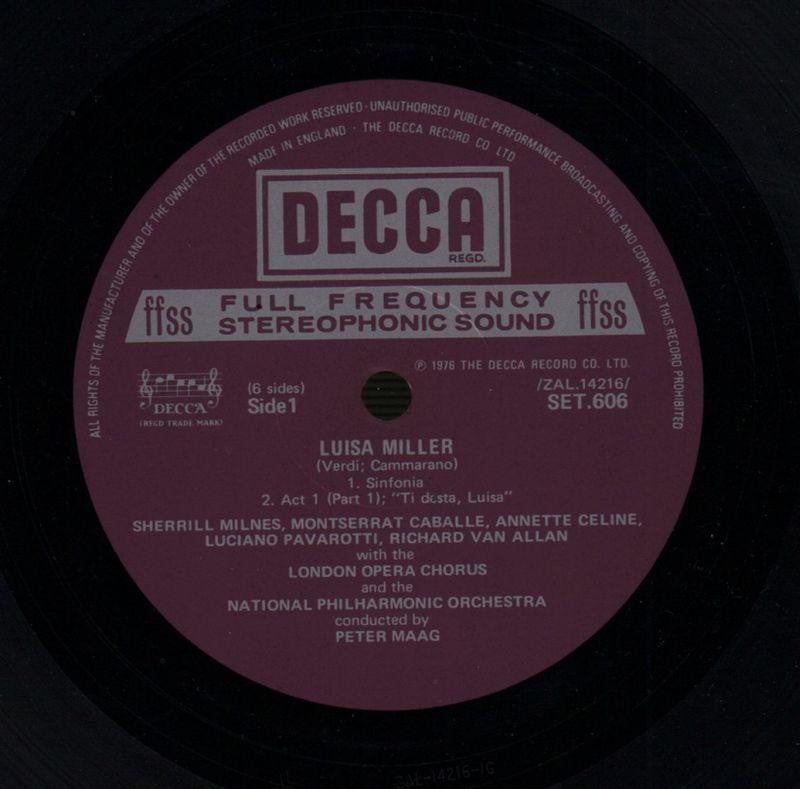 ALL RIGHTS OF THE MANUFACTURER AND OF THE OWNER OF THE RECORDED WORK RESERVED · UNAUTHORISED PUBLIC PERFORMANCE BROADCASTING AND COPYING OF THIS RECORD PROHIBITED
MADE IN ENGLAND · THE DECCA RECORD CO LTD
DECCA
REGD.
ffss FULL FREQUENCY STEREOPHONIC SOUND ffss
℗ 1976 THE DECCA RECORD CO. LTD.
DECCA
(REGD TRADE MARK)
(6 sides)
Side 1
/ZAL.14216/
SET.606
LUISA MILLER
(Verdi; Cammarano)
1. Sinfonia
2. Act 1 (Part 1); "Ti desta, Luisa"
SHERRILL MILNES, MONTSERRAT CABALLE, ANNETTE CELINE,
LUCIANO PAVAROTTI, RICHARD VAN ALLAN
with the
LONDON OPERA CHORUS
and the
NATIONAL PHILHARMONIC ORCHESTRA
conducted by
PETER MAAG
ZAL-14216-1G